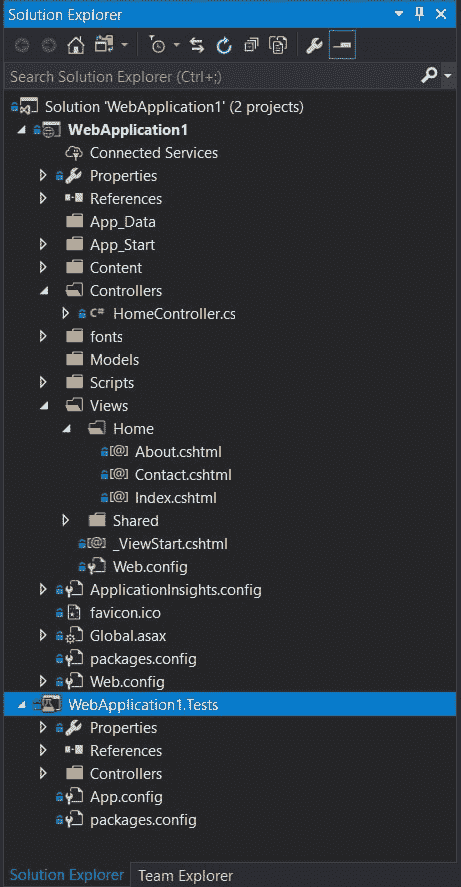 Solution Explorer
Search Solution Explorer (Ctrl+;)
Solution 'WebApplication1' (2 projects)
WebApplication1
Connected Services
Properties
References
App_Data
App_Start
Content
Controllers
C# HomeController.cs
fonts
Models
Scripts
Views
Home
[@] About.cshtml
[@] Contact.cshtml
[@] Index.cshtml
Shared
[@] _ViewStart.cshtml
Web.config
ApplicationInsights.config
favicon.ico
Global.asax
packages.config
Web.config
WebApplication1.Tests
Properties
References
Controllers
App.config
packages.config
Solution Explorer Team Explorer